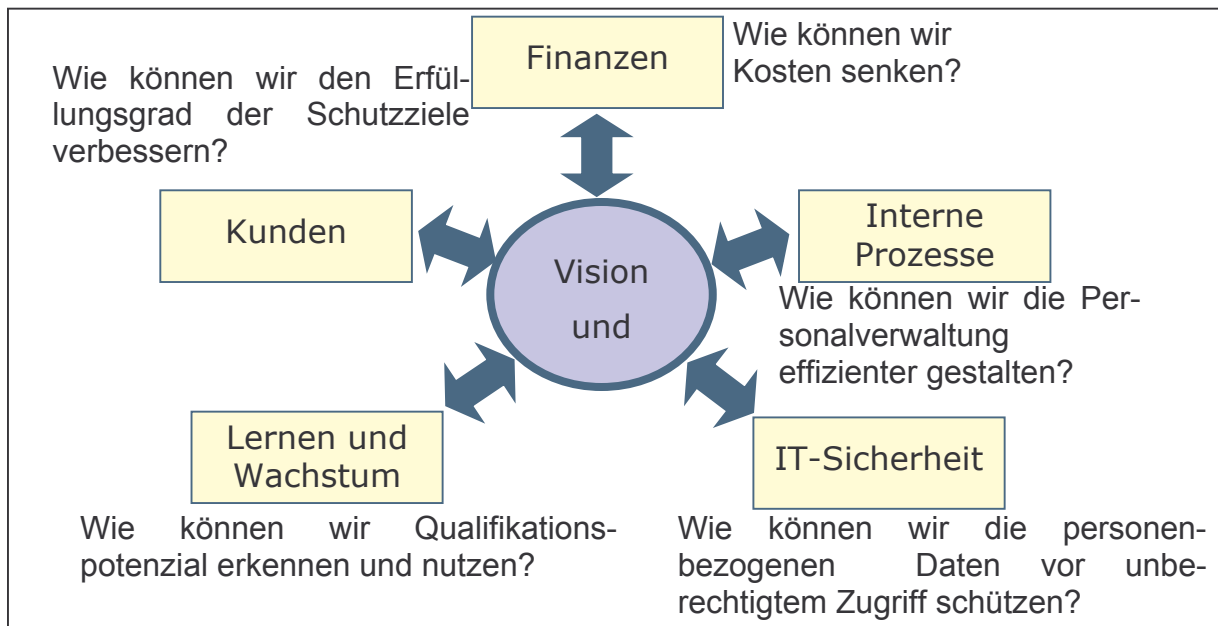 Finanzen
Wie können wir
Kosten senken?
Wie können wir den Erfül-
lungsgrad der Schutzziele
verbessern?
Kunden
Interne
Prozesse
Vision
und
Wie können wir die Per-
sonalverwaltung
effizienter gestalten?
Lernen und
Wachstum
IT-Sicherheit
Wie können wir Qualifikations-
potenzial erkennen und nutzen?
Wie können wir die personen-
bezogenen Daten vor unbe-
rechtigtem Zugriff schützen?